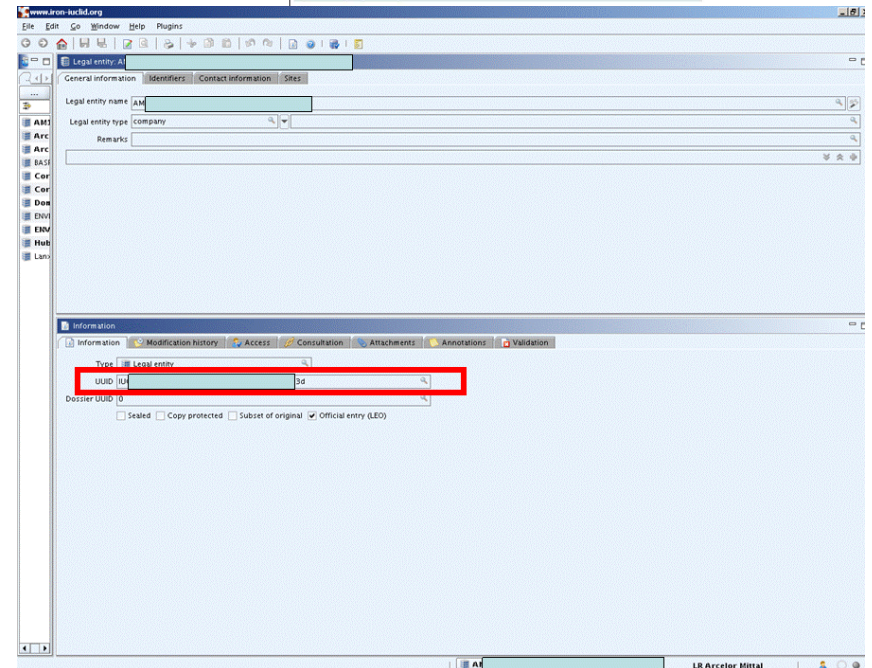 www.iron-iuclid.org
File Edit Go Window Help Plugins
Legal entity: AM
General information Identifiers Contact information Sites
...
Legal entity name AM
Legal entity type company
Remarks
Arc
Arc
BASF
Cor
Cor
Dom
ENVI
ENV
Hub
Lanx
Information
Information Modification history Access Consultation Attachments Annotations Validation
Type Legal entity
UUID IU 3d
Dossier UUID 0
Sealed Copy protected Subset of original Official entry (LEO)
LR Arcelor Mittal